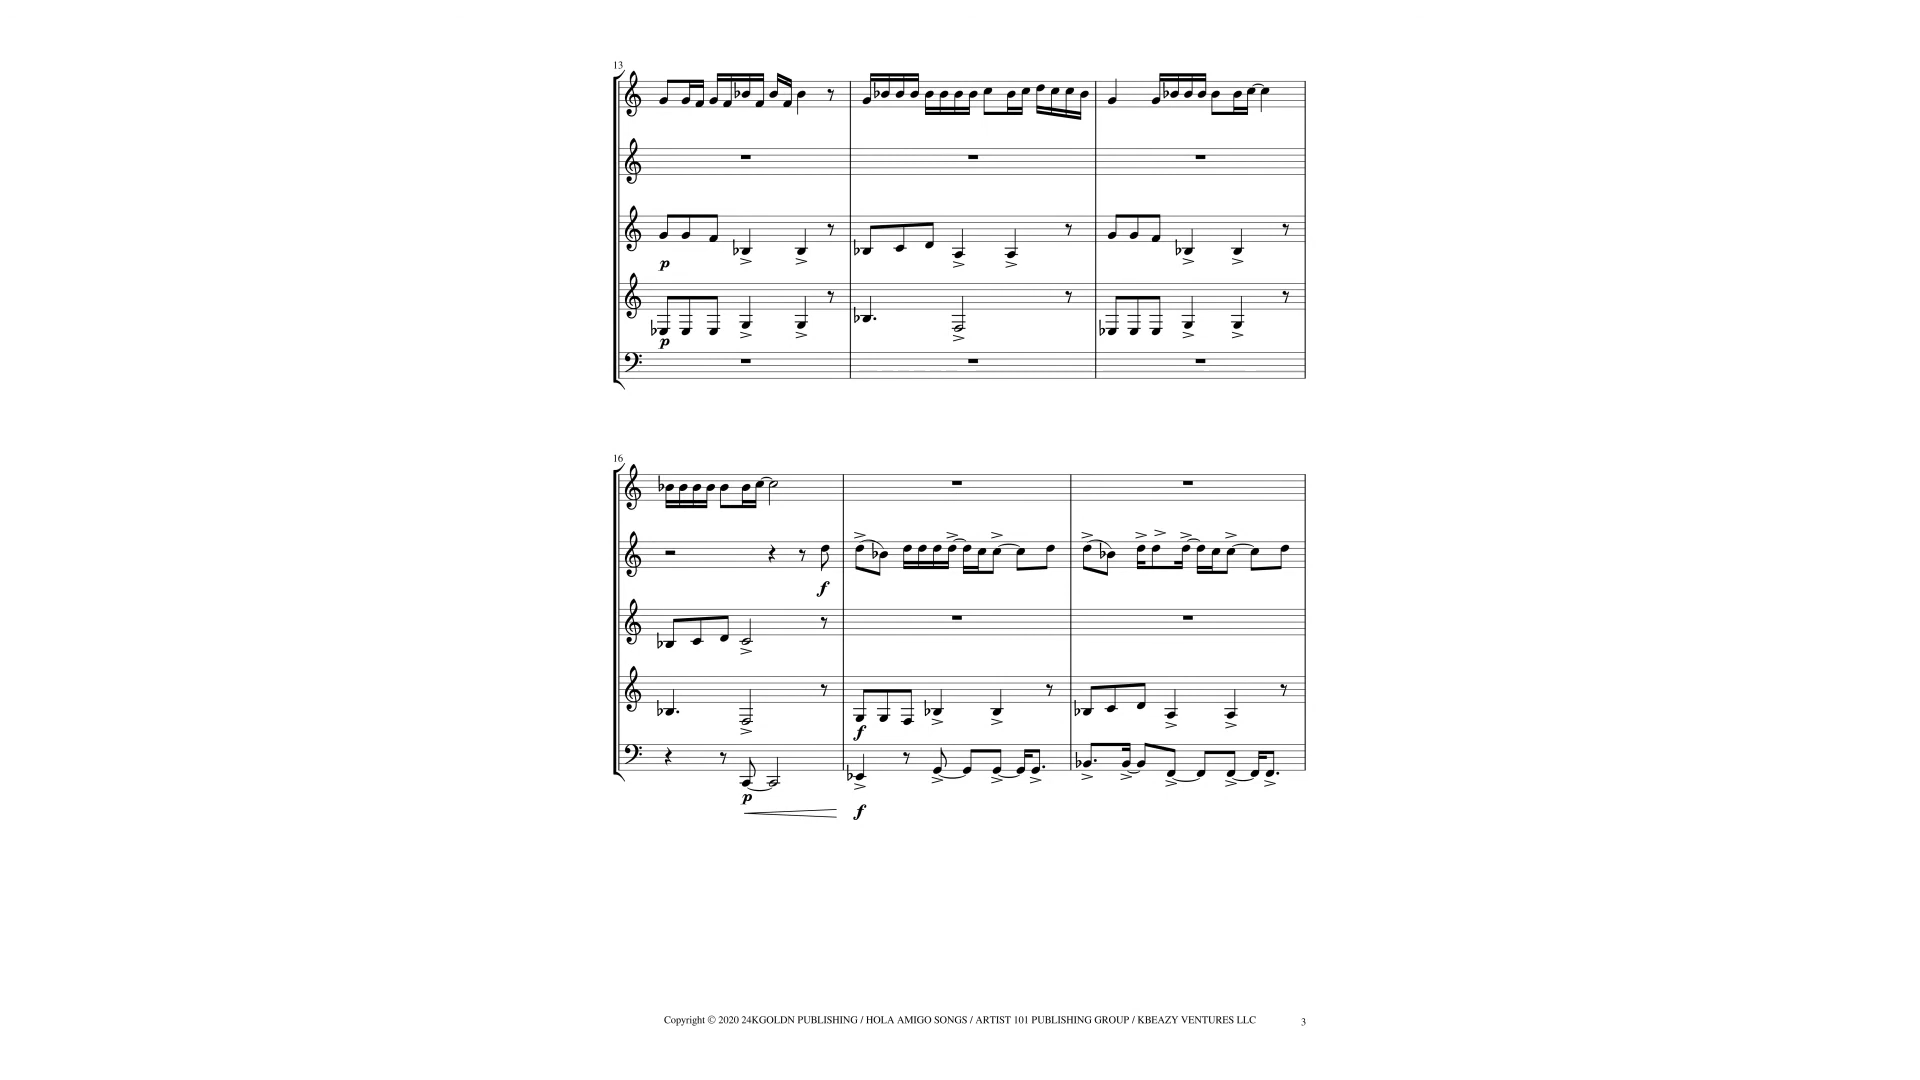 13
p
p
16
f
f
p
f
Copyright © 2020 24KGOLDN PUBLISHING / HOLA AMIGO SONGS / ARTIST 101 PUBLISHING GROUP / KBEAZY VENTURES LLC
3